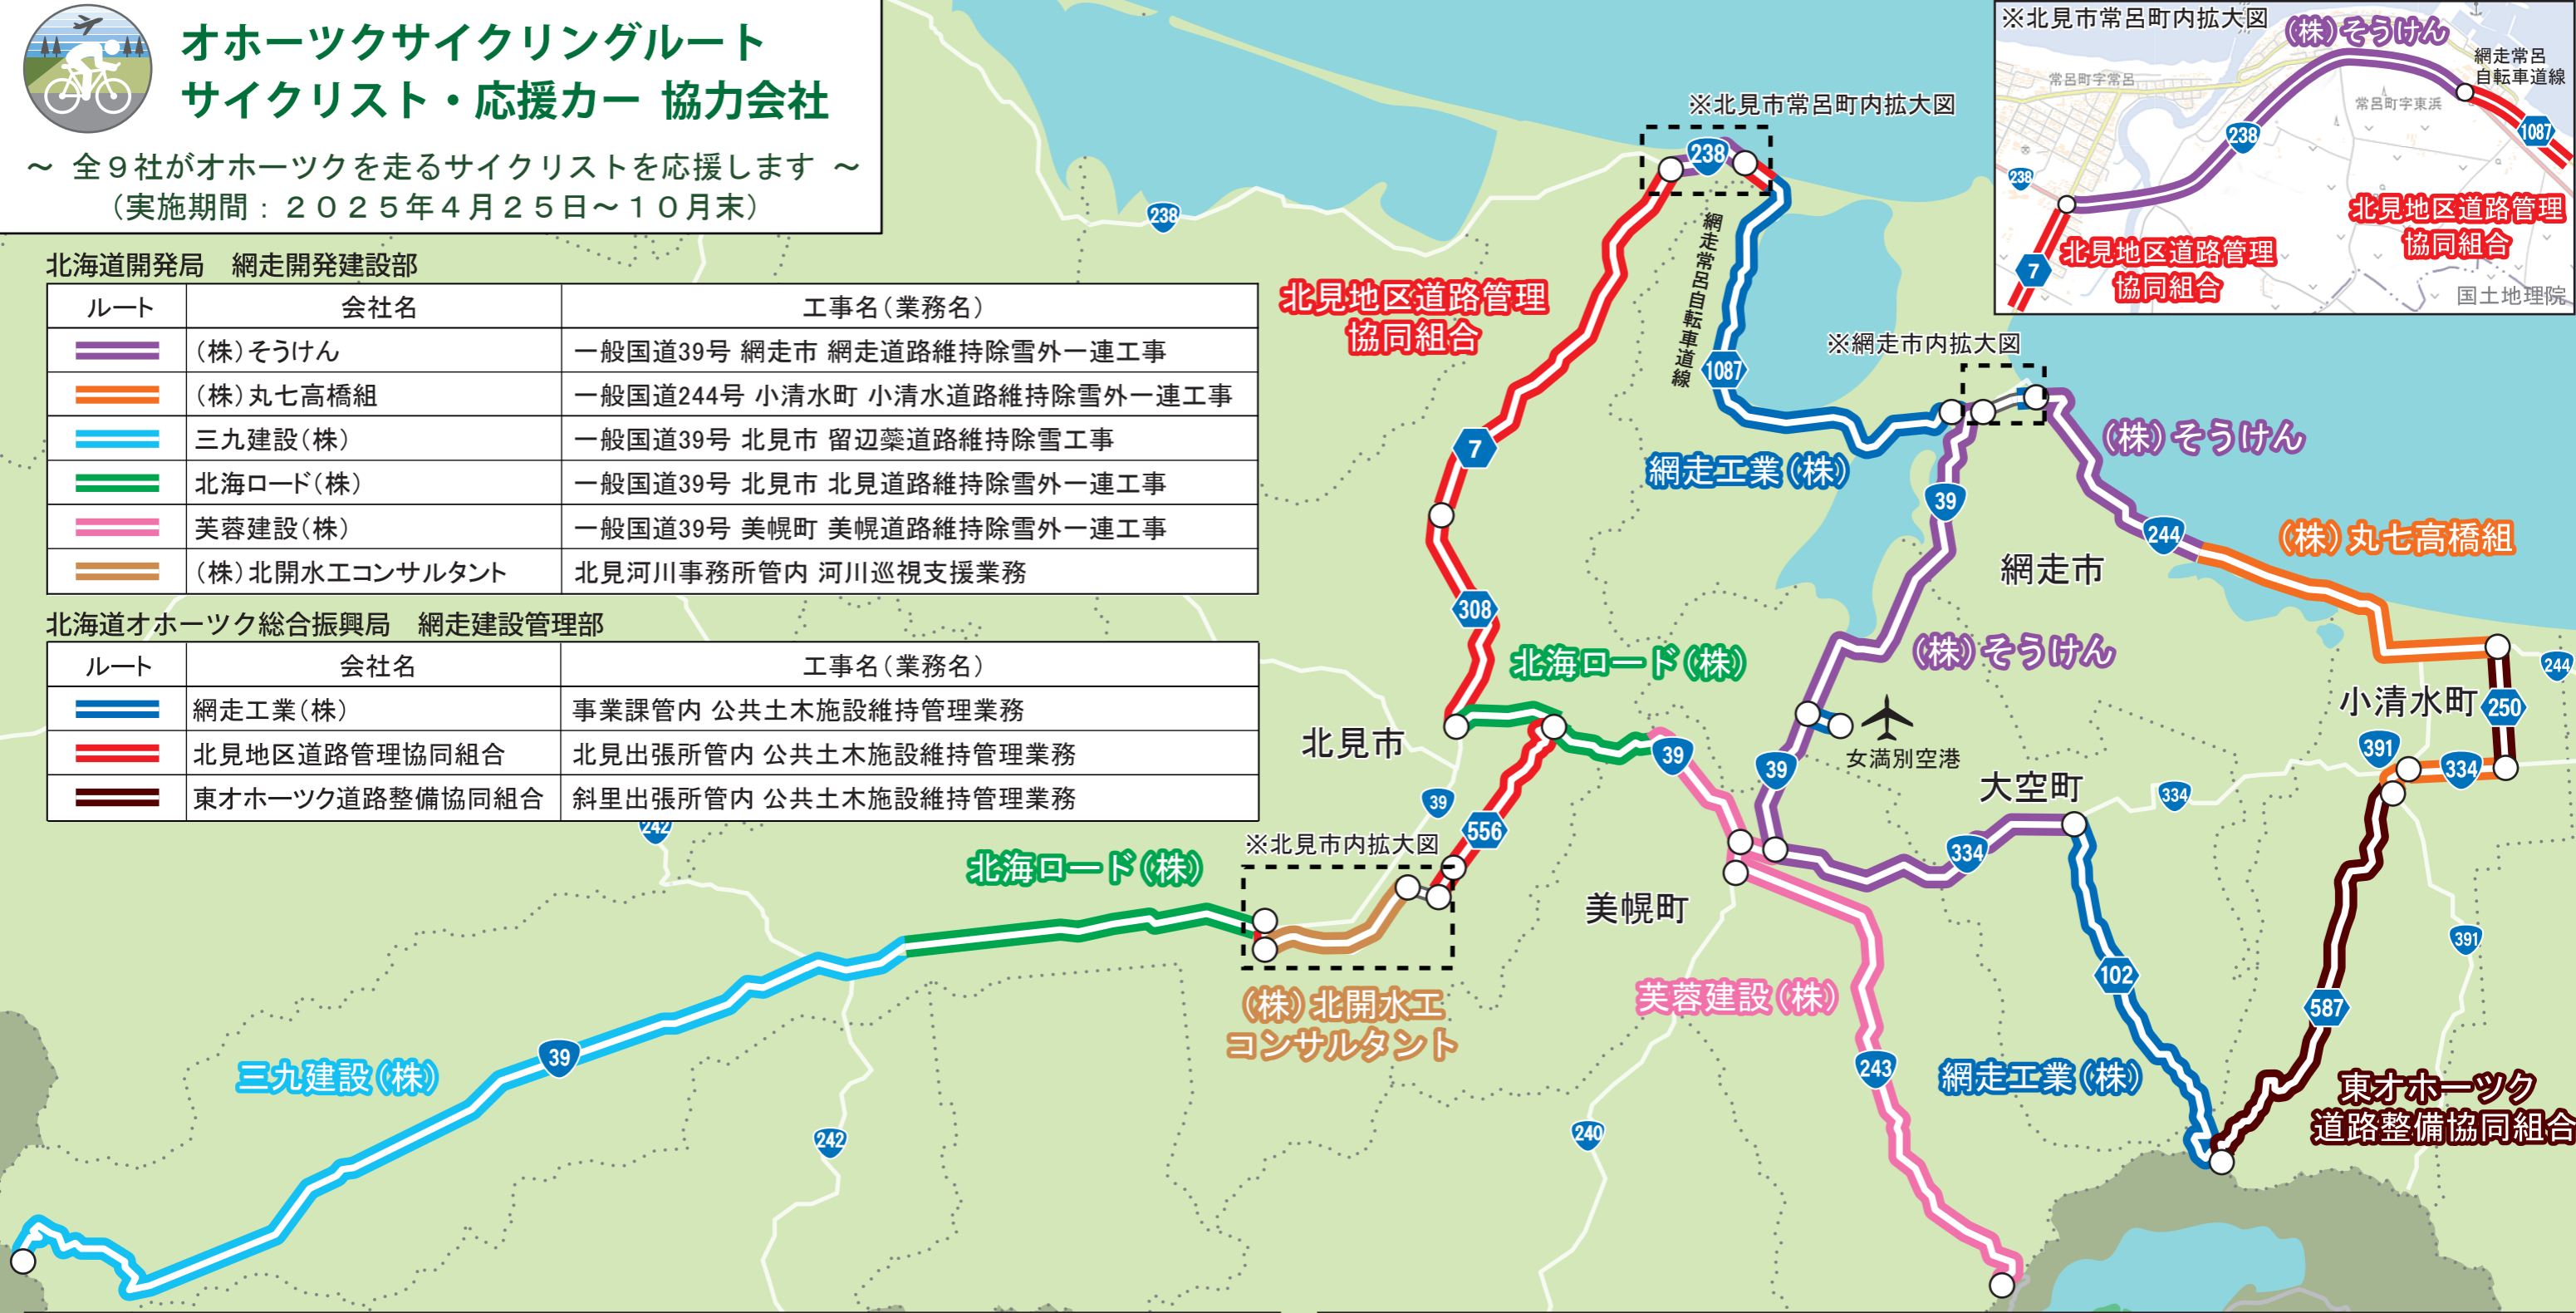 オホーツクサイクリングルート
サイクリスト・応援カー 協力会社
～ 全９社がオホーツクを走るサイクリストを応援します ～
（実施期間：２０２５年４月２５日～１０月末）
北海道開発局　網走開発建設部
ルート 会社名 工事名（業務名）
（株）そうけん 一般国道39号 網走市 網走道路維持除雪外一連工事
（株）丸七高橋組 一般国道244号 小清水町 小清水道路維持除雪外一連工事
三九建設（株） 一般国道39号 北見市 留辺蘂道路維持除雪工事
北海ロード（株） 一般国道39号 北見市 北見道路維持除雪外一連工事
芙蓉建設（株） 一般国道39号 美幌町 美幌道路維持除雪外一連工事
（株）北開水工コンサルタント 北見河川事務所管内 河川巡視支援業務
北海道オホーツク総合振興局　網走建設管理部
ルート 会社名 工事名（業務名）
網走工業（株） 事業課管内 公共土木施設維持管理業務
北見地区道路管理協同組合 北見出張所管内 公共土木施設維持管理業務
東オホーツク道路整備協同組合 斜里出張所管内 公共土木施設維持管理業務
※北見市常呂町内拡大図
（株）そうけん
網走常呂
自転車道線
常呂町字常呂
常呂町字東浜
238
1087
238
北見地区道路管理
協同組合
7
北見地区道路管理
協同組合
国土地理院
※北見市常呂町内拡大図
238
238
網走常呂自転車道線
北見地区道路管理
協同組合
1087
※網走市内拡大図
7
網走工業（株）
（株）そうけん
39
244
（株）丸七高橋組
網走市
308
北海ロード（株）
（株）そうけん
244
小清水町
250
北見市
39
39
女満別空港
391
334
大空町
334
39
556
242
※北見市内拡大図
334
北海ロード（株）
美幌町
391
102
芙蓉建設（株）
（株）北開水工
コンサルタント
587
39
三九建設（株）
243
網走工業（株）
東オホーツク
道路整備協同組合
242
240